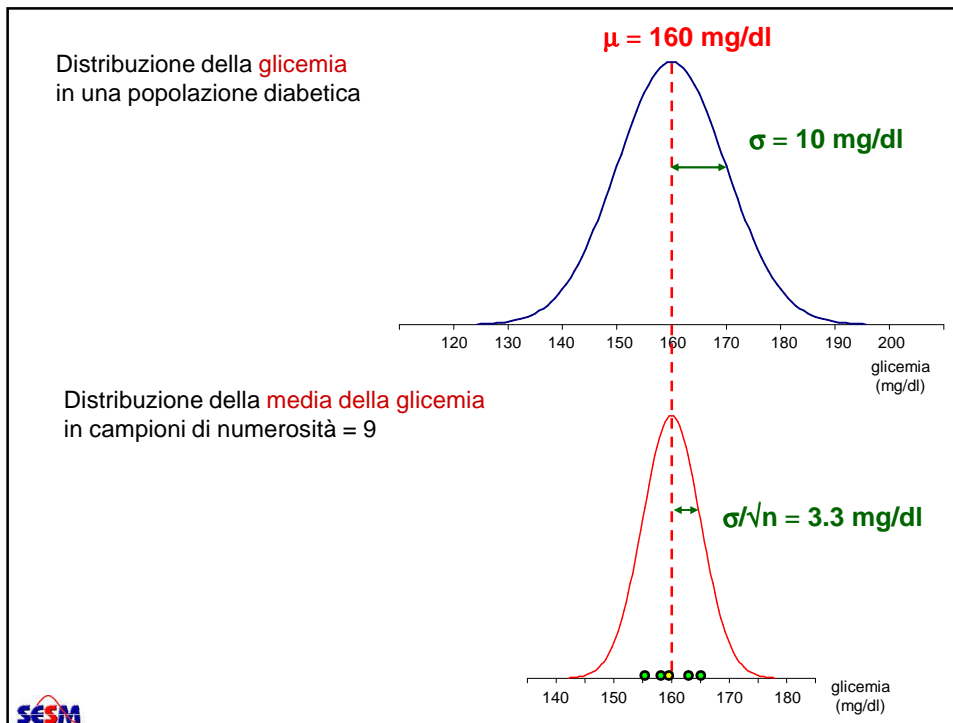 μ = 160 mg/dl
Distribuzione della glicemia
in una popolazione diabetica
σ = 10 mg/dl
120 130 140 150 160 170 180 190 200
glicemia
(mg/dl)
Distribuzione della media della glicemia
in campioni di numerosità = 9
σ/√n = 3.3 mg/dl
140 150 160 170 180
glicemia
(mg/dl)
SESM